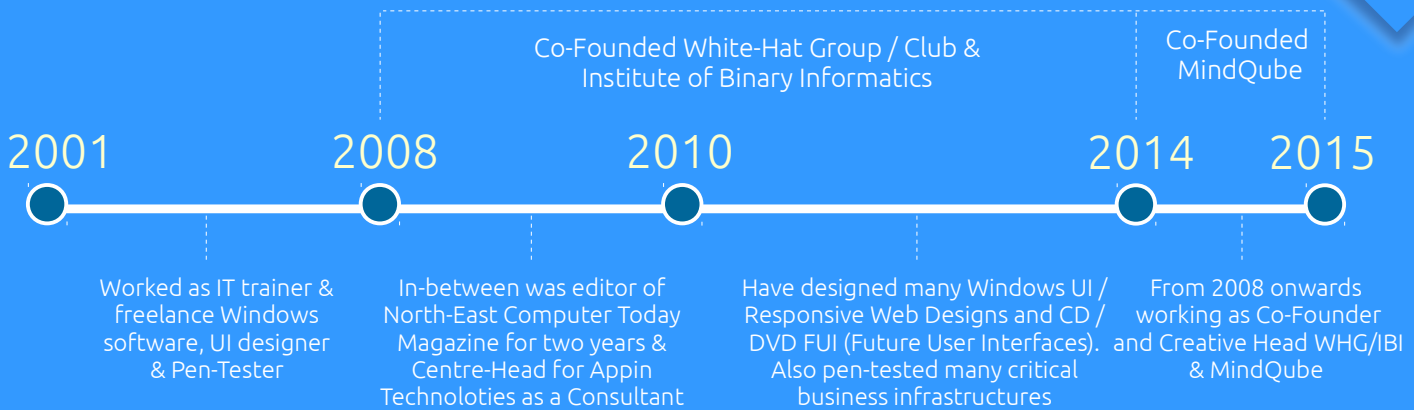 Co-Founded White-Hat Group / Club &
Institute of Binary Informatics
Co-Founded
MindQube
2001
2008
2010
2014
2015
Worked as IT trainer &
freelance Windows
software, UI designer
& Pen-Tester
In-between was editor of
North-East Computer Today
Magazine for two years &
Centre-Head for Appin
Technoloties as a Consultant
Have designed many Windows UI /
Responsive Web Designs and CD /
DVD FUI (Future User Interfaces).
Also pen-tested many critical
business infrastructures
From 2008 onwards
working as Co-Founder
and Creative Head WHG/IBI
& MindQube